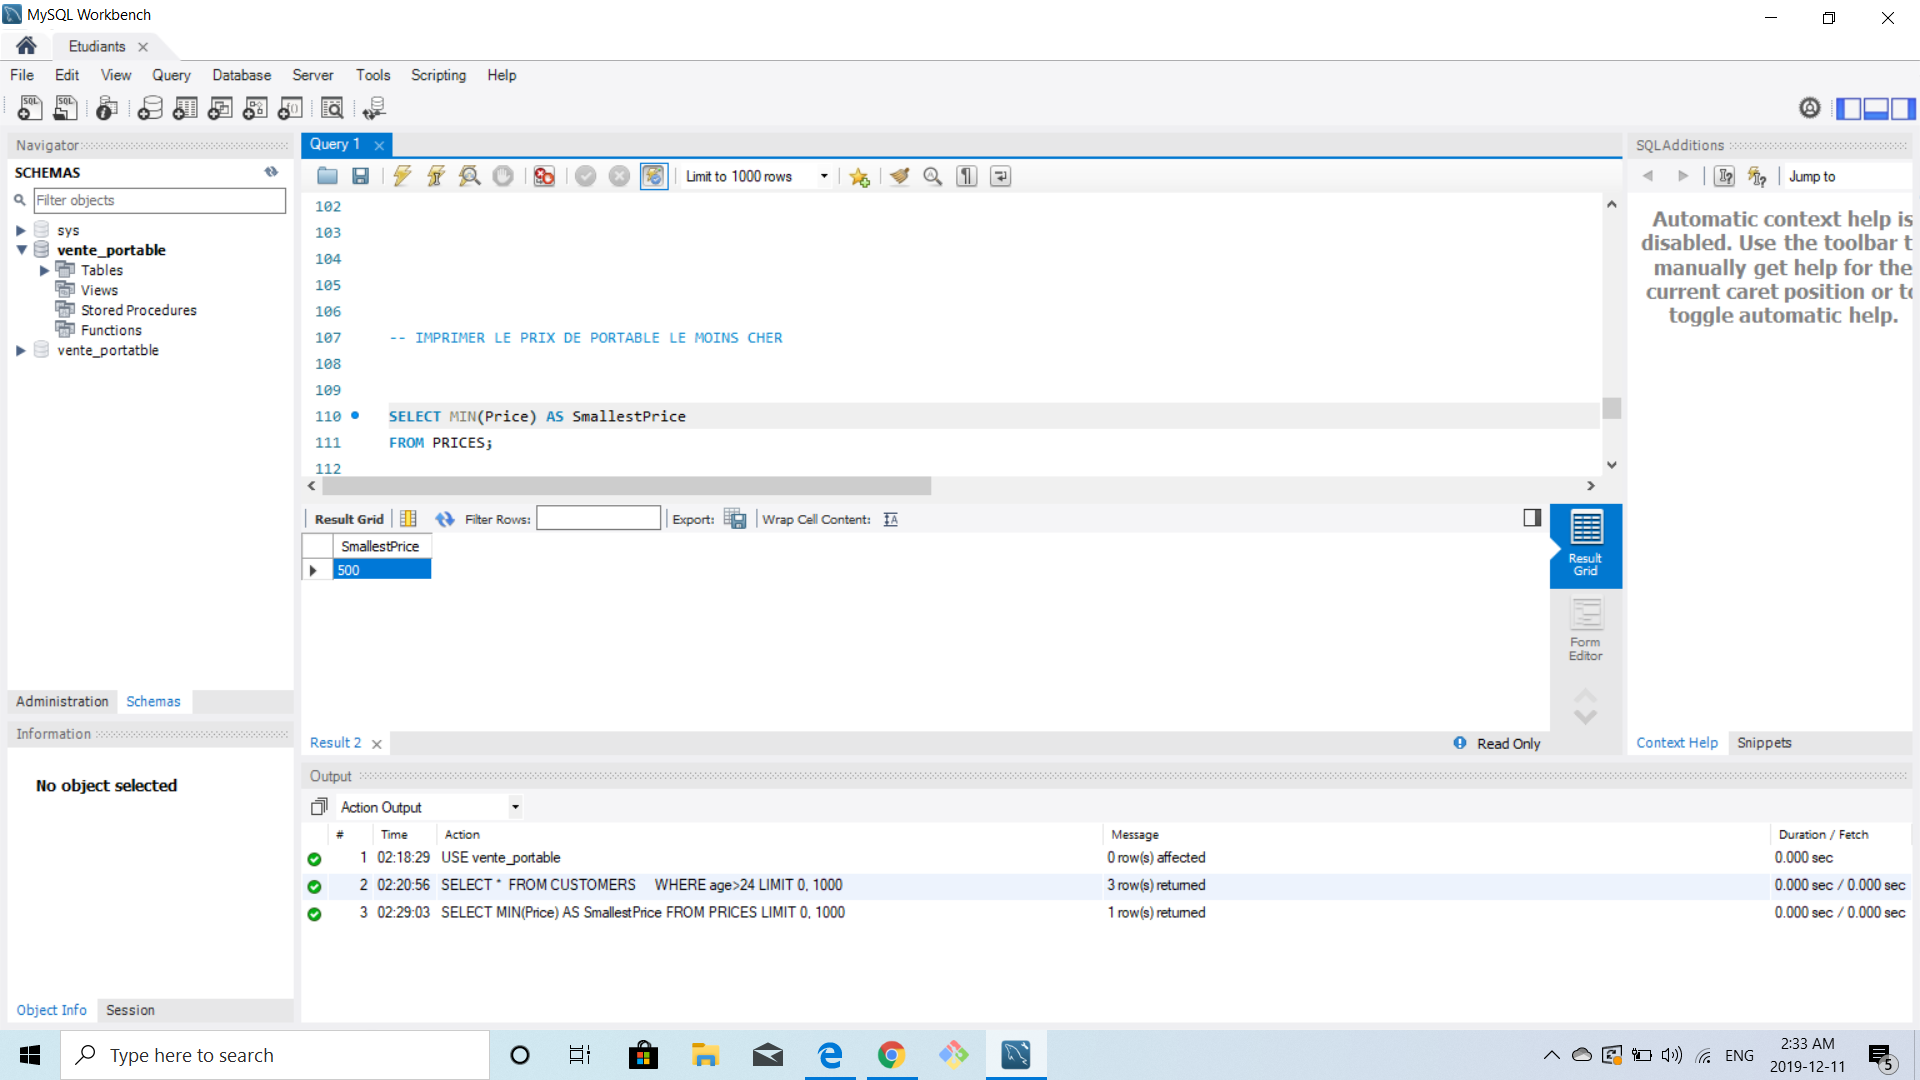 MySQL Workbench
Etudiants
File Edit View Query Database Server Tools Scripting Help
Navigator
SCHEMAS
Filter objects
sys
vente_portable
Tables
Views
Stored Procedures
Functions
vente_portatble
Administration Schemas
Information
No object selected
Object Info Session
Query 1
Limit to 1000 rows
102
103
104
105
106
107 -- IMPRIMER LE PRIX DE PORTABLE LE MOINS CHER
108
109
110 SELECT MIN(Price) AS SmallestPrice
111 FROM PRICES;
112
Result Grid Filter Rows: Export: Wrap Cell Content:
SmallestPrice
500
Result Grid
Form Editor
Result 2 Read Only
SQLAdditions
Jump to
Automatic context help is
disabled. Use the toolbar t
manually get help for the
current caret position or to
toggle automatic help.
Context Help Snippets
Output
Action Output
# Time Action Message Duration / Fetch
1 02:18:29 USE vente_portable 0 row(s) affected 0.000 sec
2 02:20:56 SELECT * FROM CUSTOMERS WHERE age>24 LIMIT 0, 1000 3 row(s) returned 0.000 sec / 0.000 sec
3 02:29:03 SELECT MIN(Price) AS SmallestPrice FROM PRICES LIMIT 0, 1000 1 row(s) returned 0.000 sec / 0.000 sec
Type here to search
ENG
2:33 AM
2019-12-11
5